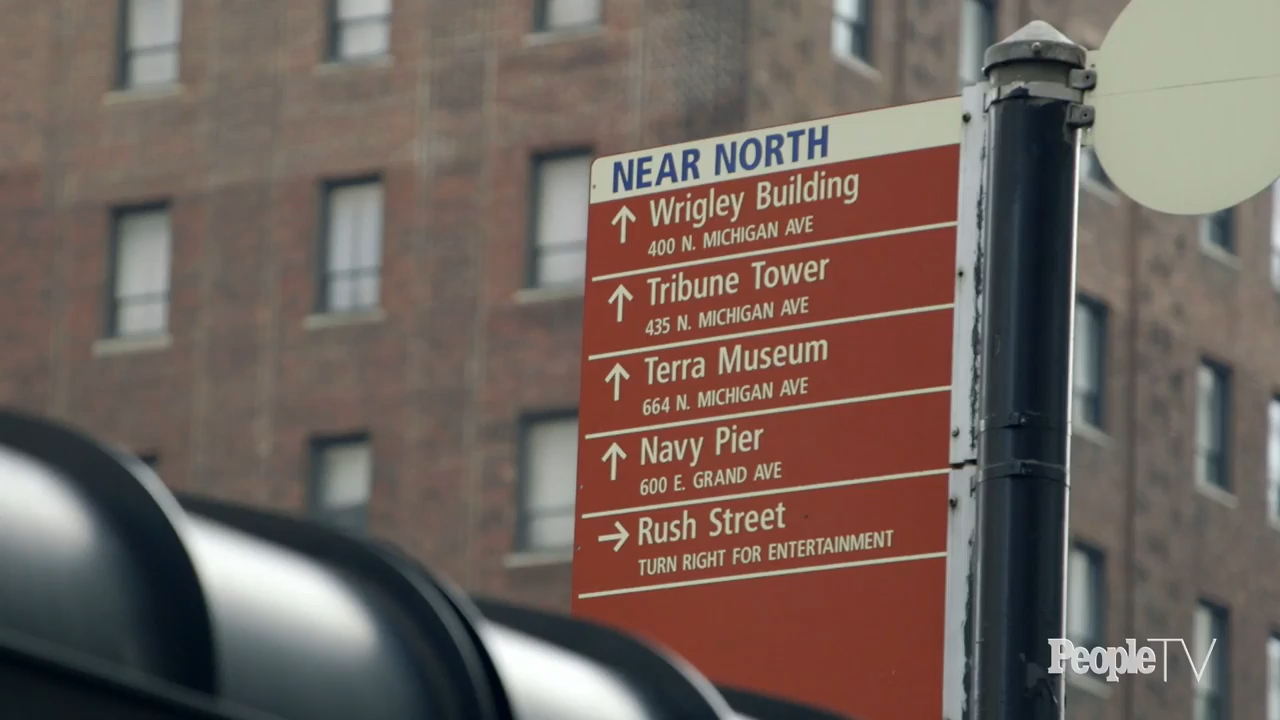 NEAR NORTH
↑ Wrigley Building
400 N. MICHIGAN AVE
↑ Tribune Tower
435 N. MICHIGAN AVE
↑ Terra Museum
664 N. MICHIGAN AVE
↑ Navy Pier
600 E. GRAND AVE
→ Rush Street
TURN RIGHT FOR ENTERTAINMENT
PeopleTV